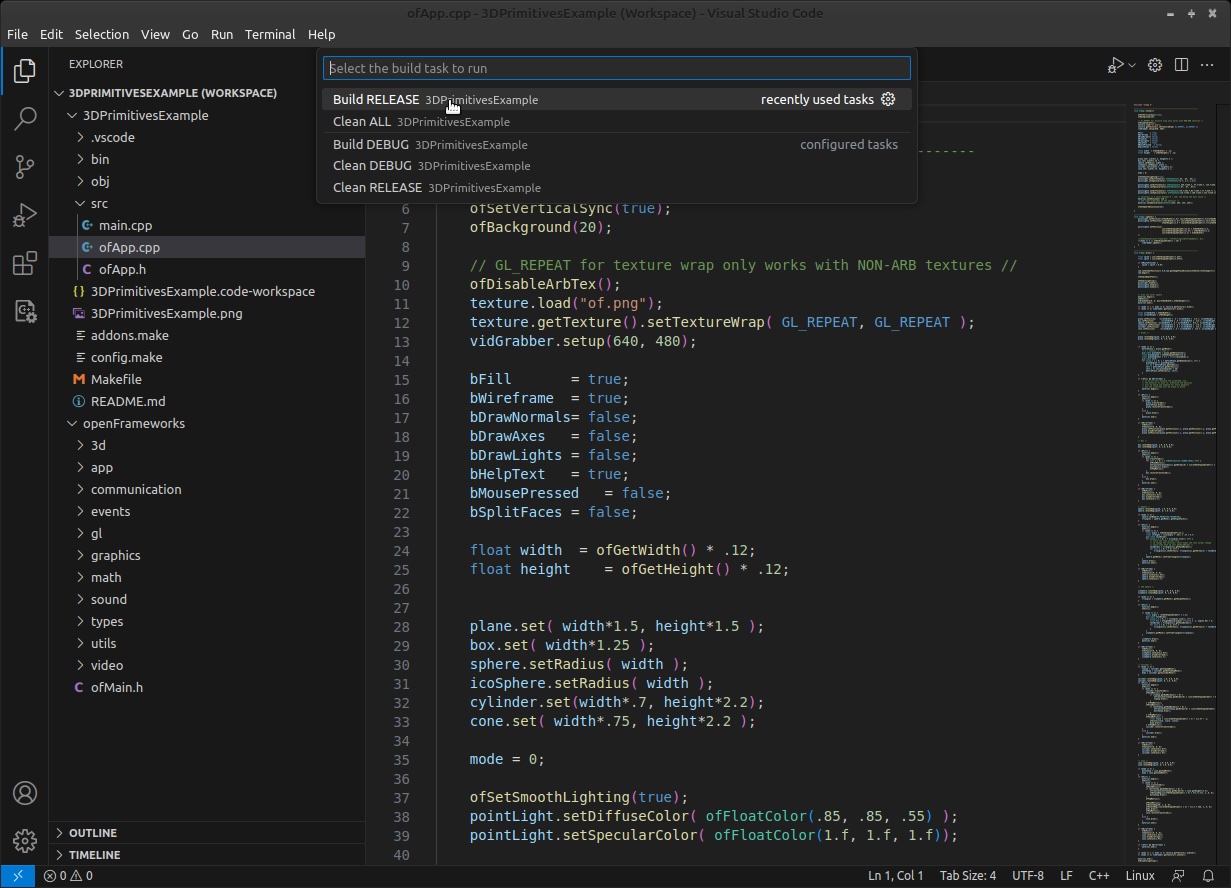 ofApp.cpp - 3DPrimitivesExample (Workspace) - Visual Studio Code
File Edit Selection View Go Run Terminal Help
EXPLORER
3DPRIMITIVESEXAMPLE (WORKSPACE)
3DPrimitivesExample
.vscode
bin
obj
src
main.cpp
ofApp.cpp
ofApp.h
3DPrimitivesExample.code-workspace
3DPrimitivesExample.png
addons.make
config.make
Makefile
README.md
openFrameworks
3d
app
communication
events
gl
graphics
math
sound
types
utils
video
ofMain.h
OUTLINE
TIMELINE
Select the build task to run
Build RELEASE 3DPrimitivesExample recently used tasks
Clean ALL 3DPrimitivesExample
Build DEBUG 3DPrimitivesExample configured tasks
Clean DEBUG 3DPrimitivesExample
Clean RELEASE 3DPrimitivesExample
6 ofSetVerticalSync(true);
7 ofBackground(20);
8
9 // GL_REPEAT for texture wrap only works with NON-ARB textures //
10 ofDisableArbTex();
11 texture.load("of.png");
12 texture.getTexture().setTextureWrap( GL_REPEAT, GL_REPEAT );
13 vidGrabber.setup(640, 480);
14
15 bFill       = true;
16 bWireframe  = true;
17 bDrawNormals= false;
18 bDrawAxes   = false;
19 bDrawLights = false;
20 bHelpText   = true;
21 bMousePressed   = false;
22 bSplitFaces = false;
23
24 float width  = ofGetWidth() * .12;
25 float height    = ofGetHeight() * .12;
26
27
28 plane.set( width*1.5, height*1.5 );
29 box.set( width*1.25 );
30 sphere.setRadius( width );
31 icoSphere.setRadius( width );
32 cylinder.set(width*.7, height*2.2);
33 cone.set( width*.75, height*2.2 );
34
35 mode = 0;
36
37 ofSetSmoothLighting(true);
38 pointLight.setDiffuseColor( ofFloatColor(.85, .85, .55) );
39 pointLight.setSpecularColor( ofFloatColor(1.f, 1.f, 1.f));
40
0 0 Ln 1, Col 1 Tab Size: 4 UTF-8 LF C++ Linux